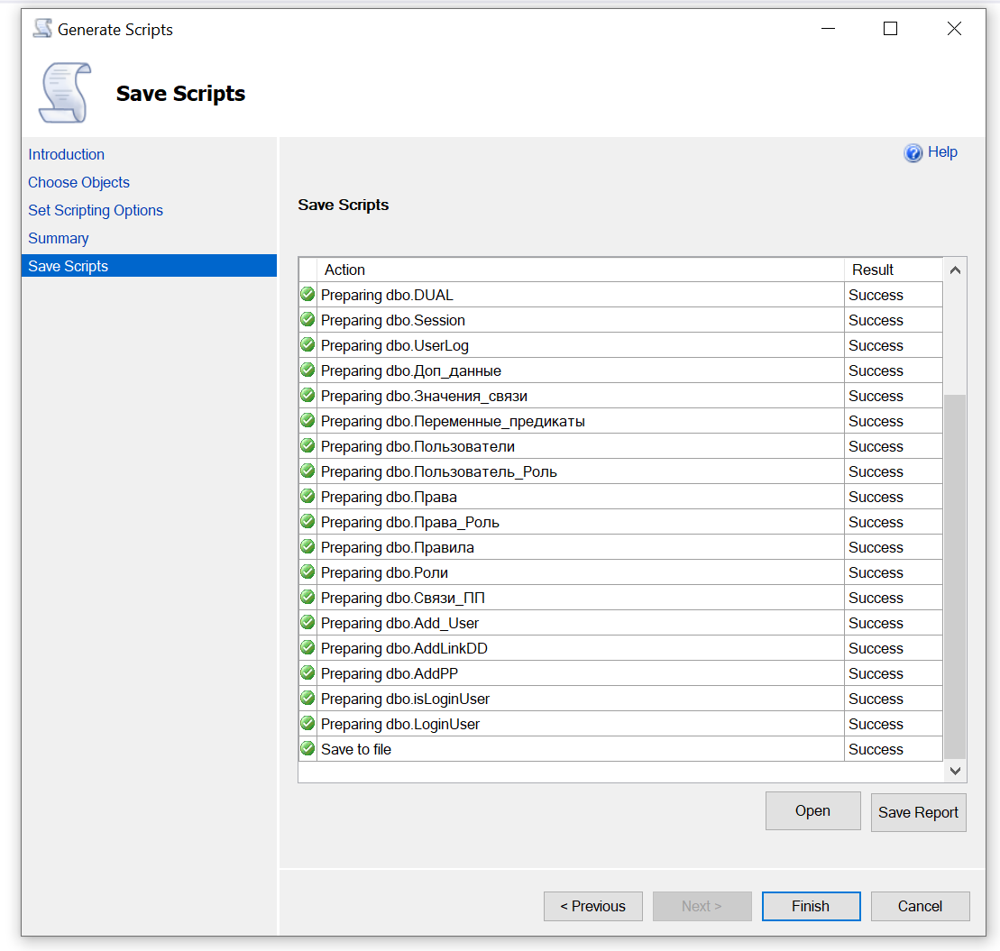 Generate Scripts
Save Scripts
Introduction
Choose Objects
Set Scripting Options
Summary
Save Scripts
Help
Save Scripts
Action Result
Preparing dbo.DUAL Success
Preparing dbo.Session Success
Preparing dbo.UserLog Success
Preparing dbo.Доп_данные Success
Preparing dbo.Значения_связи Success
Preparing dbo.Переменные_предикаты Success
Preparing dbo.Пользователи Success
Preparing dbo.Пользователь_Роль Success
Preparing dbo.Права Success
Preparing dbo.Права_Роль Success
Preparing dbo.Правила Success
Preparing dbo.Роли Success
Preparing dbo.Связи_ПП Success
Preparing dbo.Add_User Success
Preparing dbo.AddLinkDD Success
Preparing dbo.AddPP Success
Preparing dbo.isLoginUser Success
Preparing dbo.LoginUser Success
Save to file Success
Open Save Report
< Previous Next > Finish Cancel